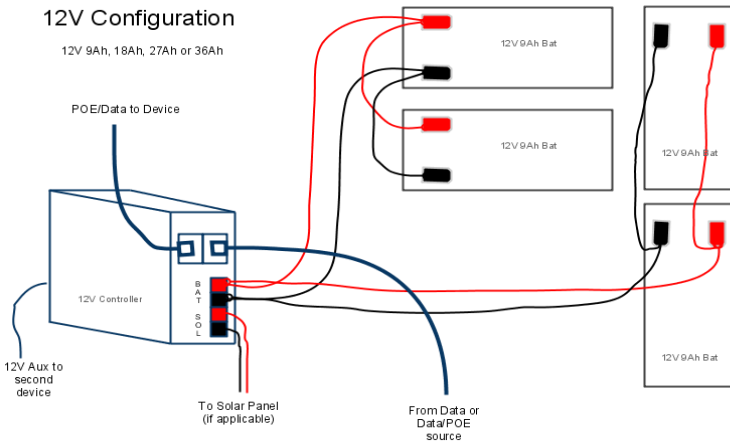 12V Configuration
12V 9Ah, 18Ah, 27Ah or 36Ah
POE/Data to Device
12V 9Ah Bat
12V 9Ah Bat
12V 9Ah Bat
12V 9Ah Bat
12V Controller
BAT
SOL
12V Aux to
second
device
To Solar Panel
(if applicable)
From Data or
Data/POE
source